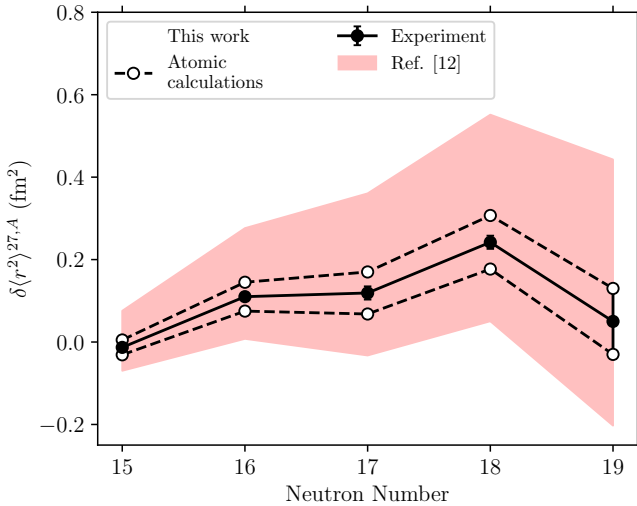 0.8
0.6
0.4
0.2
0.0
−0.2
δ⟨r²⟩²⁷,ᴬ (fm²)
This work
Atomic
calculations
Experiment
Ref. [12]
15 16 17 18 19
Neutron Number